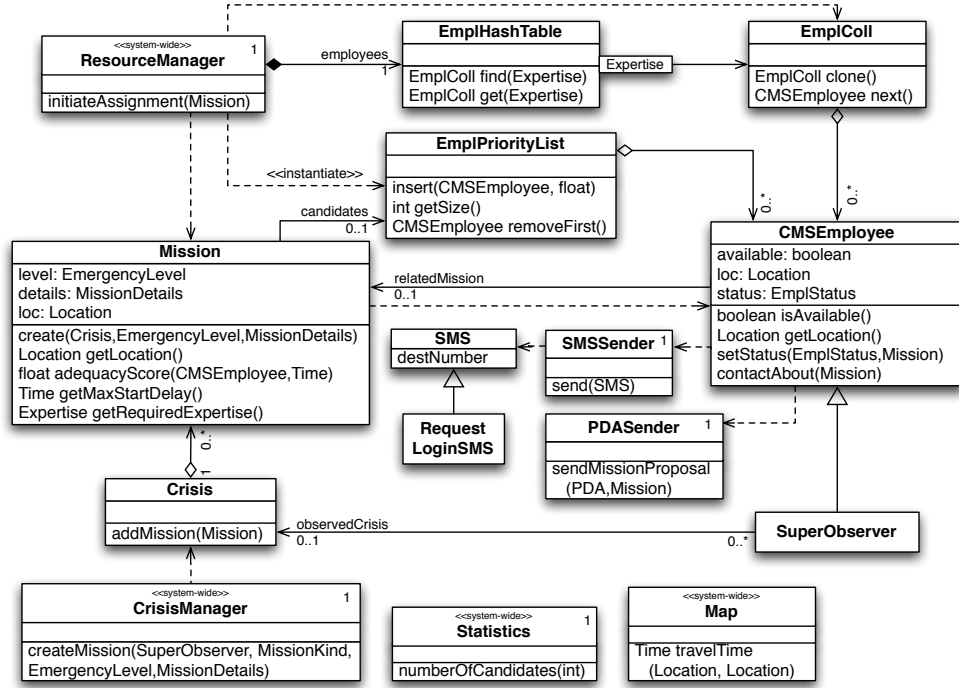 <<system-wide>>
1
ResourceManager
initiateAssignment(Mission)
employees
1
EmplHashTable
EmplColl find(Expertise)
EmplColl get(Expertise)
Expertise
EmplColl
EmplColl clone()
CMSEmployee next()
<<instantiate>>
EmplPriorityList
insert(CMSEmployee, float)
int getSize()
CMSEmployee removeFirst()
0..*
0..*
candidates
0..1
Mission
level: EmergencyLevel
details: MissionDetails
loc: Location
create(Crisis,EmergencyLevel,MissionDetails)
Location getLocation()
float adequacyScore(CMSEmployee,Time)
Time getMaxStartDelay()
Expertise getRequiredExpertise()
relatedMission
0..1
CMSEmployee
available: boolean
loc: Location
status: EmplStatus
boolean isAvailable()
Location getLocation()
setStatus(EmplStatus,Mission)
contactAbout(Mission)
SMS
destNumber
SMSSender
1
send(SMS)
Request
LoginSMS
PDASender
1
sendMissionProposal
(PDA,Mission)
0..*
1
Crisis
addMission(Mission)
observedCrisis
0..1
0..*
SuperObserver
<<system-wide>>
1
CrisisManager
createMission(SuperObserver, MissionKind,
EmergencyLevel,MissionDetails)
<<system-wide>>
1
Statistics
numberOfCandidates(int)
<<system-wide>>
Map
Time travelTime
(Location, Location)